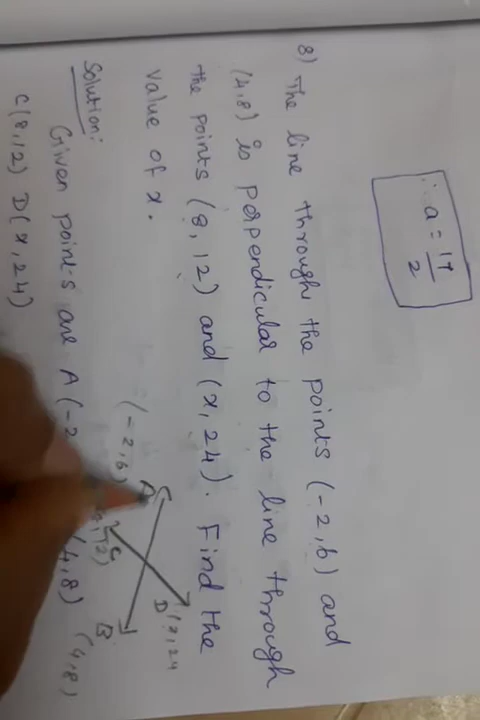 ∴ a = 17/2
8) The line through the points (-2,6) and
(4,8) is perpendicular to the line through
the points (8,12) and (x,24). Find the
value of x.
Solution:
Given points are A(-2 (4,8)
C(8,12) D(x,24)
D (x,24
A
(-2,6)
C
,12)
B
(4,8)